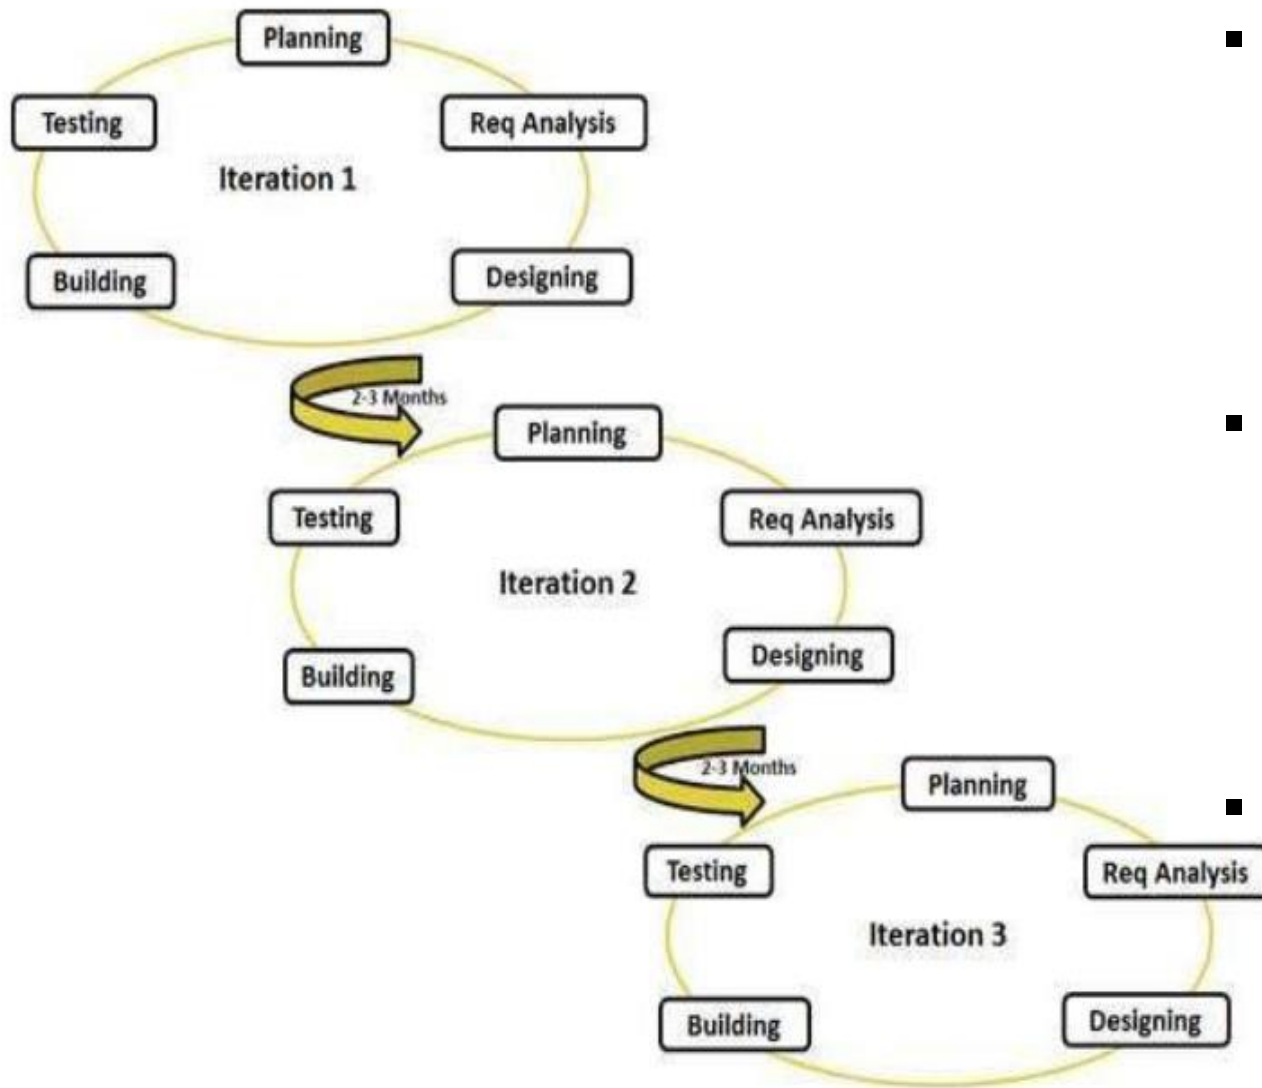 Planning
Testing
Req Analysis
Iteration 1
Building
Designing
2-3 Months
Planning
Testing
Req Analysis
Iteration 2
Building
Designing
2-3 Months
Planning
Testing
Req Analysis
Iteration 3
Building
Designing